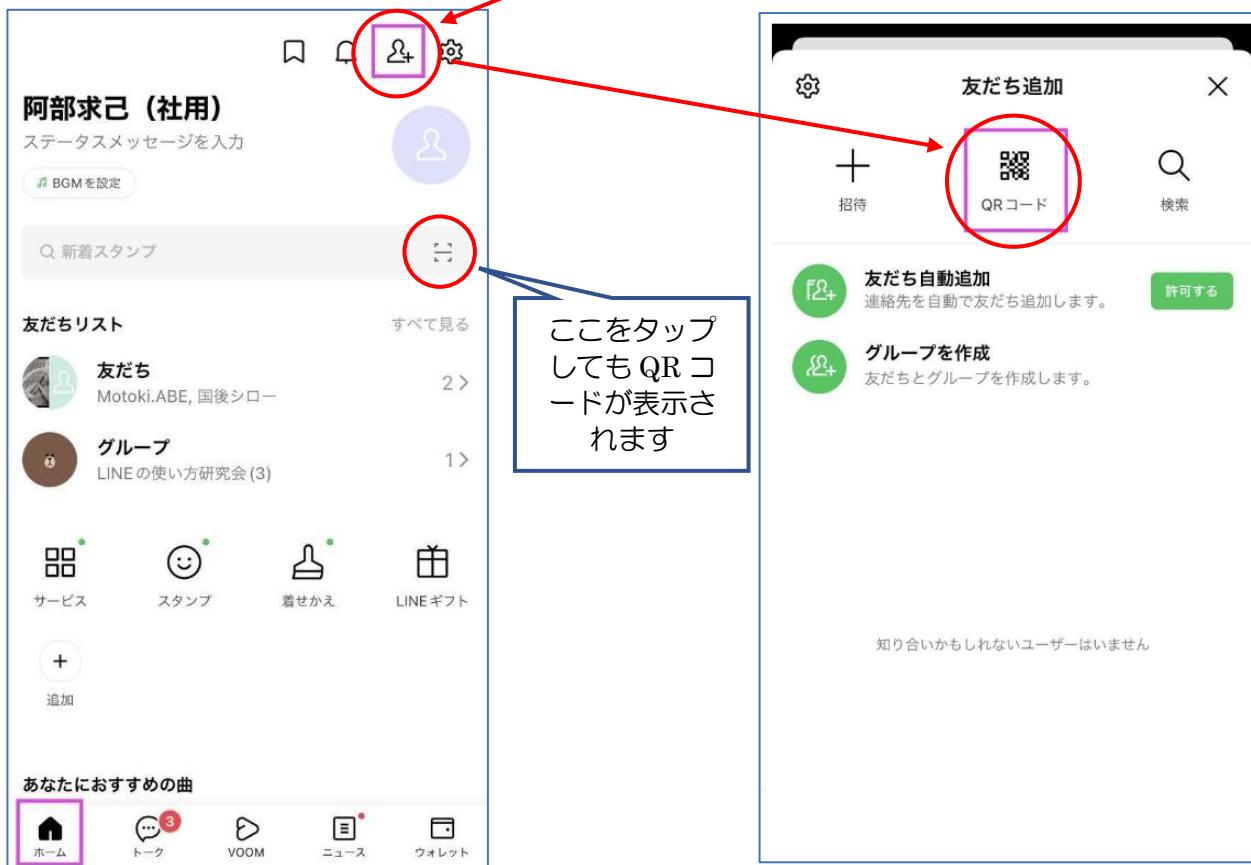 阿部求己（社用）
ステータスメッセージを入力
BGMを設定
新着スタンプ
友だちリスト
すべて見る
友だち
Motoki.ABE, 国後シロー
2
グループ
LINEの使い方研究会(3)
1
サービス
スタンプ
着せかえ
LINEギフト
追加
あなたにおすすめの曲
ホーム
3
トーク
VOOM
ニュース
ウォレット
ここをタップ
してもQRコ
ードが表示さ
れます
友だち追加
招待
QRコード
検索
友だち自動追加
連絡先を自動で友だち追加します。
許可する
グループを作成
友だちとグループを作成します。
知り合いかもしれないユーザーはいません